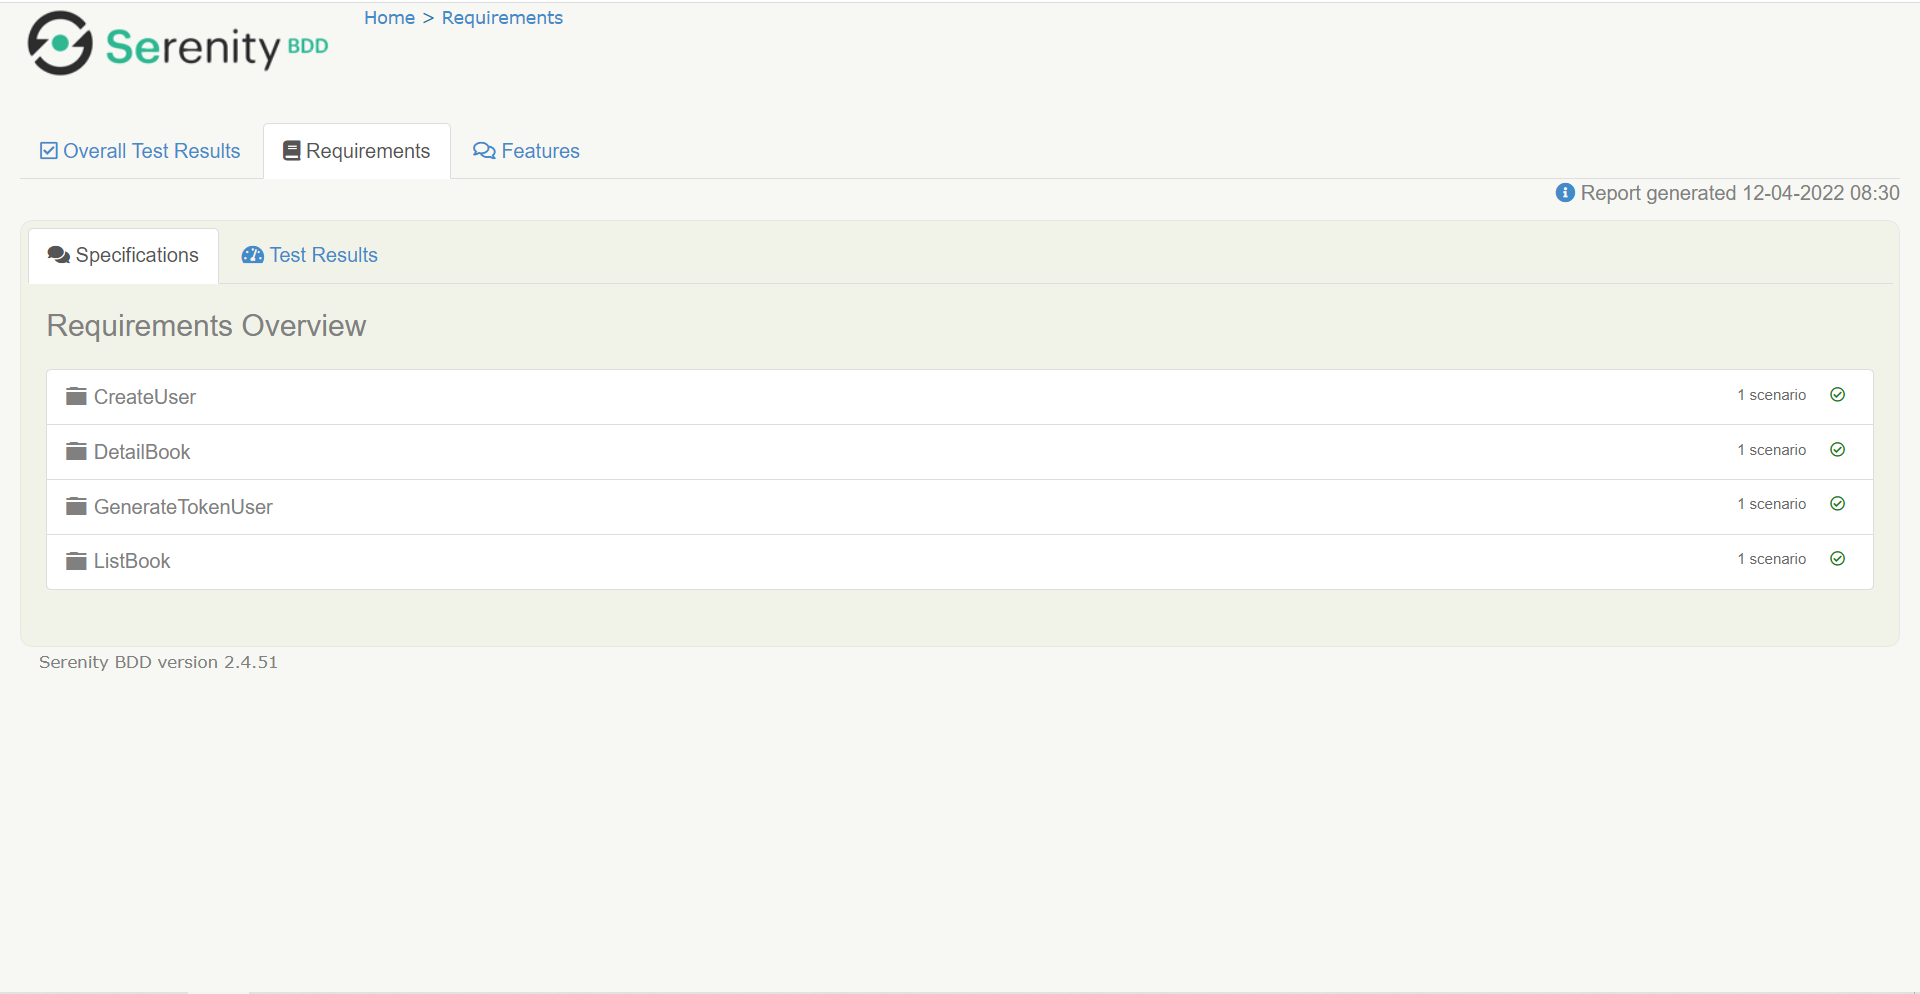 Home > Requirements
Serenity BDD
Overall Test Results
Requirements
Features
Report generated 12-04-2022 08:30
Specifications
Test Results
Requirements Overview
CreateUser 1 scenario
DetailBook 1 scenario
GenerateTokenUser 1 scenario
ListBook 1 scenario
Serenity BDD version 2.4.51